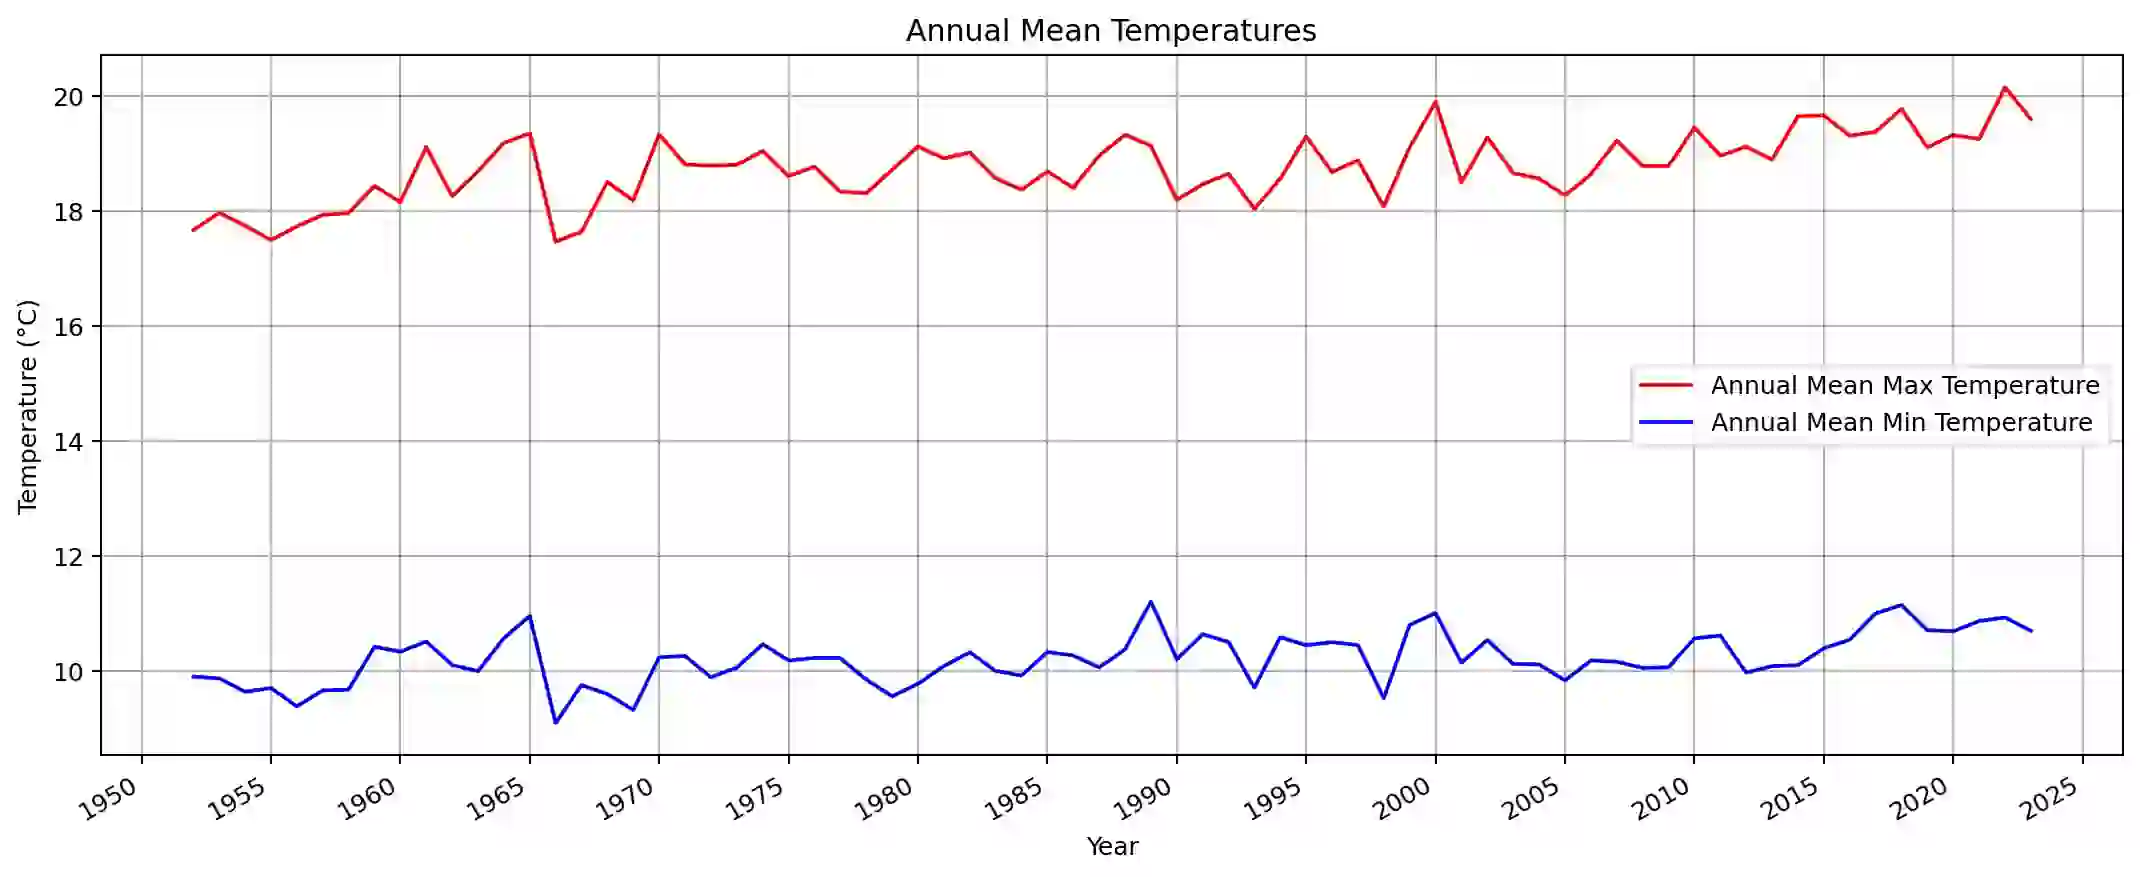 Annual Mean Temperatures
Temperature (°C)
20
18
16
14
12
10
Annual Mean Max Temperature
Annual Mean Min Temperature
1950 1955 1960 1965 1970 1975 1980 1985 1990 1995 2000 2005 2010 2015 2020 2025
Year